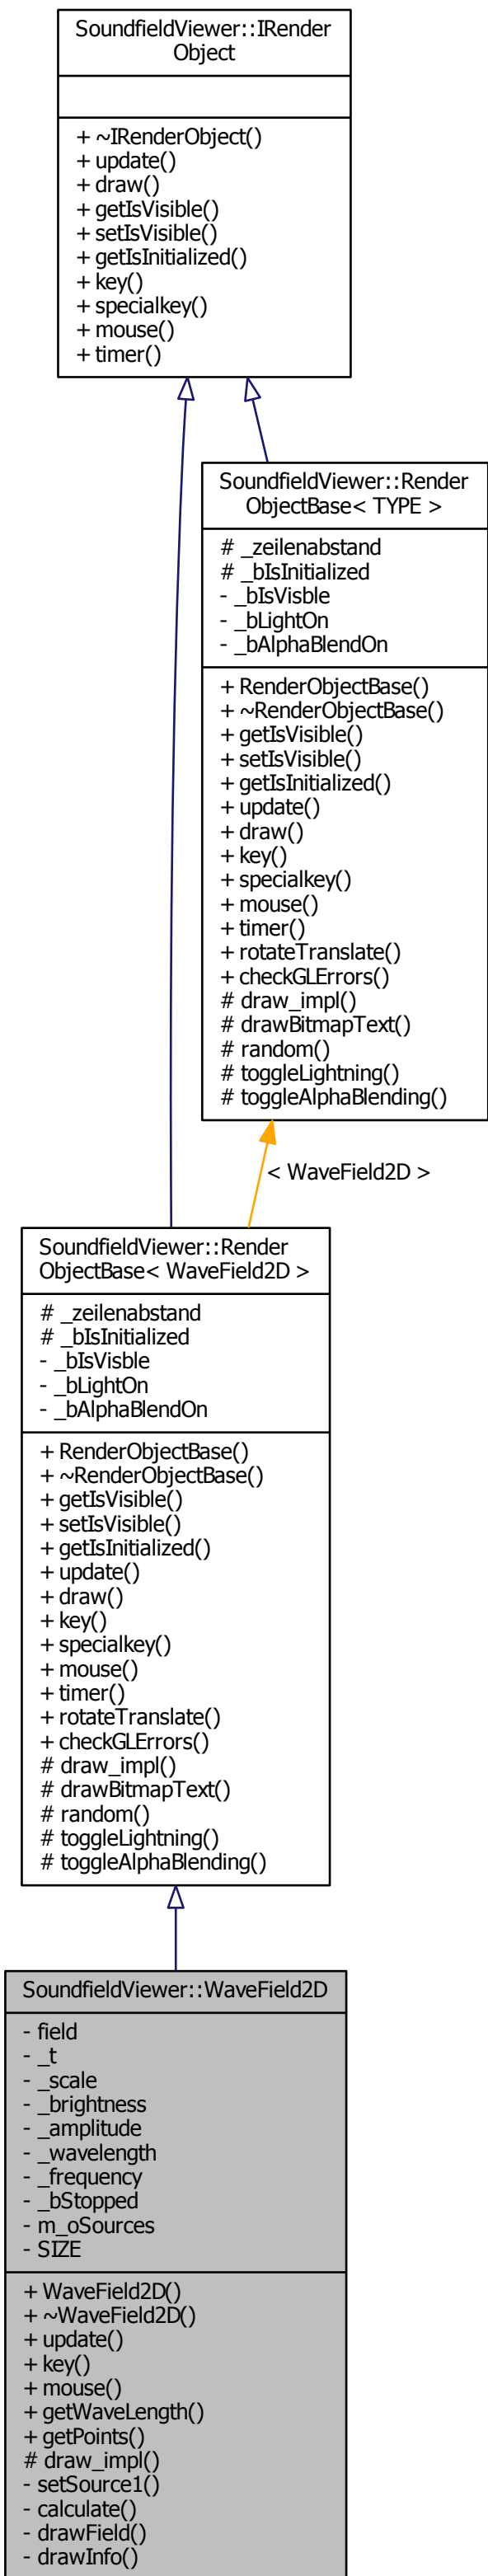 SoundfieldViewer::IRender
Object
+ ~IRenderObject()
+ update()
+ draw()
+ getIsVisible()
+ setIsVisible()
+ getIsInitialized()
+ key()
+ specialkey()
+ mouse()
+ timer()
SoundfieldViewer::Render
ObjectBase< TYPE >
# _zeilenabstand
# _bIsInitialized
- _bIsVisble
- _bLightOn
- _bAlphaBlendOn
+ RenderObjectBase()
+ ~RenderObjectBase()
+ getIsVisible()
+ setIsVisible()
+ getIsInitialized()
+ update()
+ draw()
+ key()
+ specialkey()
+ mouse()
+ timer()
+ rotateTranslate()
+ checkGLErrors()
# draw_impl()
# drawBitmapText()
# random()
# toggleLightning()
# toggleAlphaBlending()
< WaveField2D >
SoundfieldViewer::Render
ObjectBase< WaveField2D >
# _zeilenabstand
# _bIsInitialized
- _bIsVisble
- _bLightOn
- _bAlphaBlendOn
+ RenderObjectBase()
+ ~RenderObjectBase()
+ getIsVisible()
+ setIsVisible()
+ getIsInitialized()
+ update()
+ draw()
+ key()
+ specialkey()
+ mouse()
+ timer()
+ rotateTranslate()
+ checkGLErrors()
# draw_impl()
# drawBitmapText()
# random()
# toggleLightning()
# toggleAlphaBlending()
SoundfieldViewer::WaveField2D
- field
- _t
- _scale
- _brightness
- _amplitude
- _wavelength
- _frequency
- _bStopped
- m_oSources
- SIZE
+ WaveField2D()
+ ~WaveField2D()
+ update()
+ key()
+ mouse()
+ getWaveLength()
+ getPoints()
# draw_impl()
- setSource1()
- calculate()
- drawField()
- drawInfo()